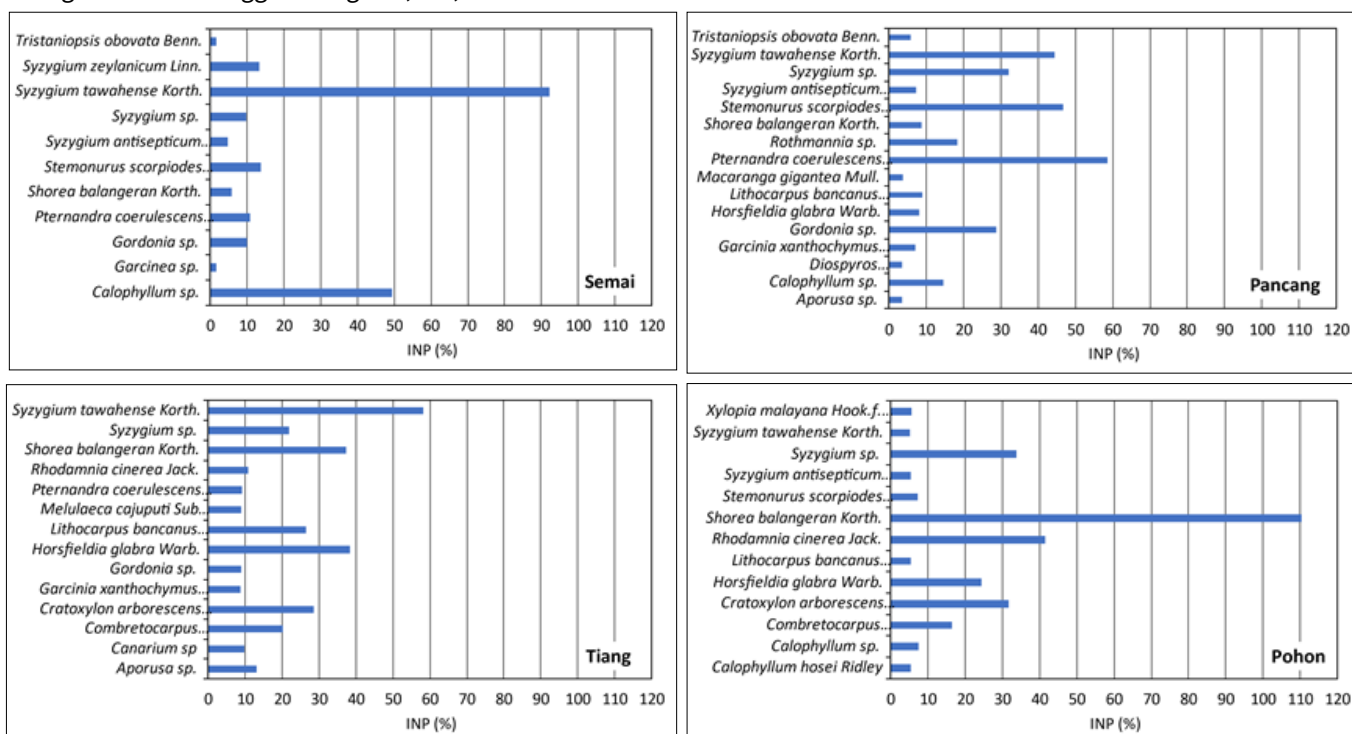 Tristaniopsis obovata Benn.
Syzygium zeylanicum Linn.
Syzygium tawahense Korth.
Syzygium sp.
Syzygium antisepticum...
Stemonurus scorpiodes...
Shorea balangeran Korth.
Pternandra coerulescens...
Gordonia sp.
Garcinea sp.
Calophyllum sp.
Semai
0 10 20 30 40 50 60 70 80 90 100 110 120
INP (%)
Tristaniopsis obovata Benn.
Syzygium tawahense Korth.
Syzygium sp.
Syzygium antisepticum...
Stemonurus scorpiodes...
Shorea balangeran Korth.
Rothmannia sp.
Pternandra coerulescens...
Macaranga gigantea Mull.
Lithocarpus bancanus...
Horsfieldia glabra Warb.
Gordonia sp.
Garcinia xanthochymus...
Diospyros...
Calophyllum sp.
Aporusa sp.
Pancang
0 10 20 30 40 50 60 70 80 90 100 110 120
INP (%)
Syzygium tawahense Korth.
Syzygium sp.
Shorea balangeran Korth.
Rhodamnia cinerea Jack.
Pternandra coerulescens...
Melulaeca cajuputi Sub
Lithocarpus bancanus...
Horsfieldia glabra Warb.
Gordonia sp.
Garcinia xanthochymus...
Cratoxylon arborescens...
Combretocarpus...
Canarium sp
Aporusa sp.
Tiang
0 10 20 30 40 50 60 70 80 90 100 110 120
INP (%)
Xylopia malayana Hook.f...
Syzygium tawahense Korth.
Syzygium sp.
Syzygium antisepticum...
Stemonurus scorpiodes...
Shorea balangeran Korth.
Rhodamnia cinerea Jack.
Lithocarpus bancanus...
Horsfieldia glabra Warb.
Cratoxylon arborescens...
Combretocarpus...
Calophyllum sp.
Calophyllum hosei Ridley
Pohon
0 10 20 30 40 50 60 70 80 90 100 110 120
INP (%)